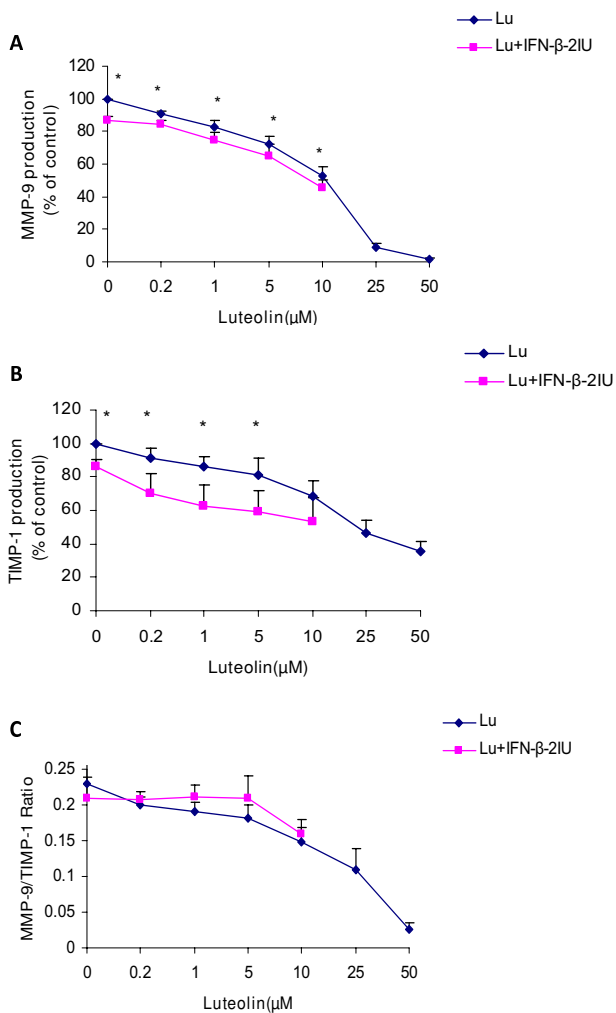 Lu
Lu+IFN-β-2IU
A
120
100
80
60
40
20
0
MMP-9 production
(% of control)
* * * * *
0 0.2 1 5 10 25 50
Luteolin(µM)
Lu
Lu+IFN-β-2IU
B
120
100
80
60
40
20
0
TIMP-1 production
(% of control)
* * * *
0 0.2 1 5 10 25 50
Luteolin(µM)
Lu
Lu+IFN-β-2IU
C
0.25
0.2
0.15
0.1
0.05
0
MMP-9/TIMP-1 Ratio
0 0.2 1 5 10 25 50
Luteolin(µM